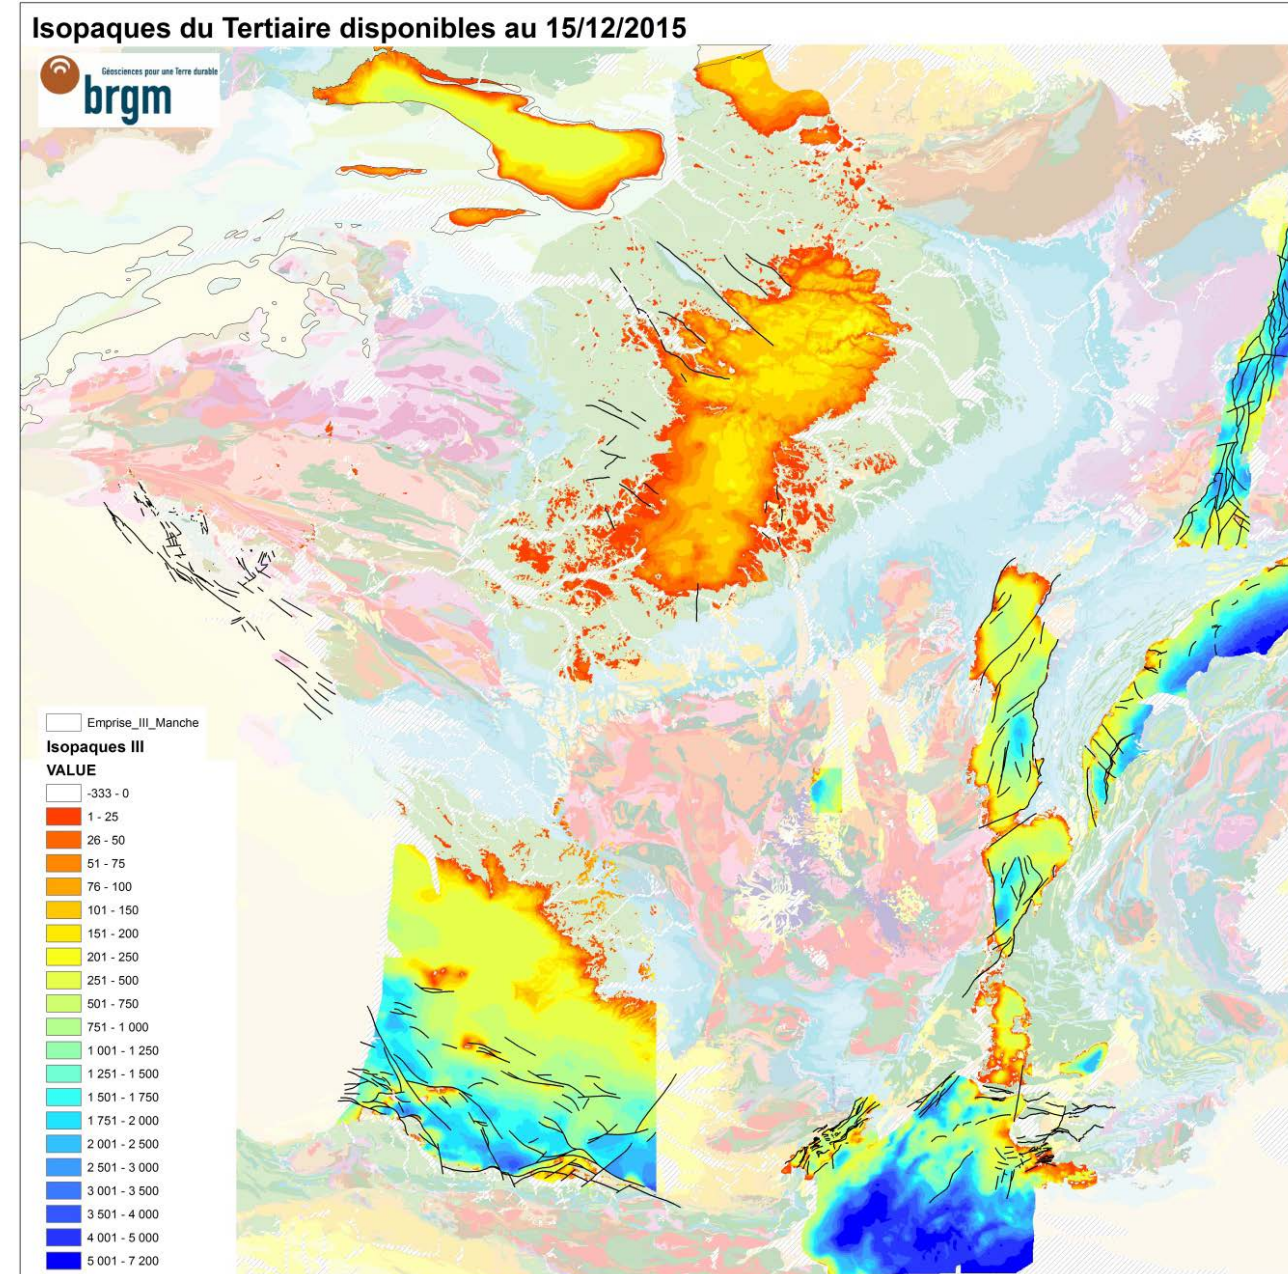 Isopaques du Tertiaire disponibles au 15/12/2015
Géosciences pour une Terre durable
brgm
Emprise_III_Manche
Isopaques III
VALUE
-333 - 0
1 - 25
26 - 50
51 - 75
76 - 100
101 - 150
151 - 200
201 - 250
251 - 500
501 - 750
751 - 1 000
1 001 - 1 250
1 251 - 1 500
1 501 - 1 750
1 751 - 2 000
2 001 - 2 500
2 501 - 3 000
3 001 - 3 500
3 501 - 4 000
4 001 - 5 000
5 001 - 7 200